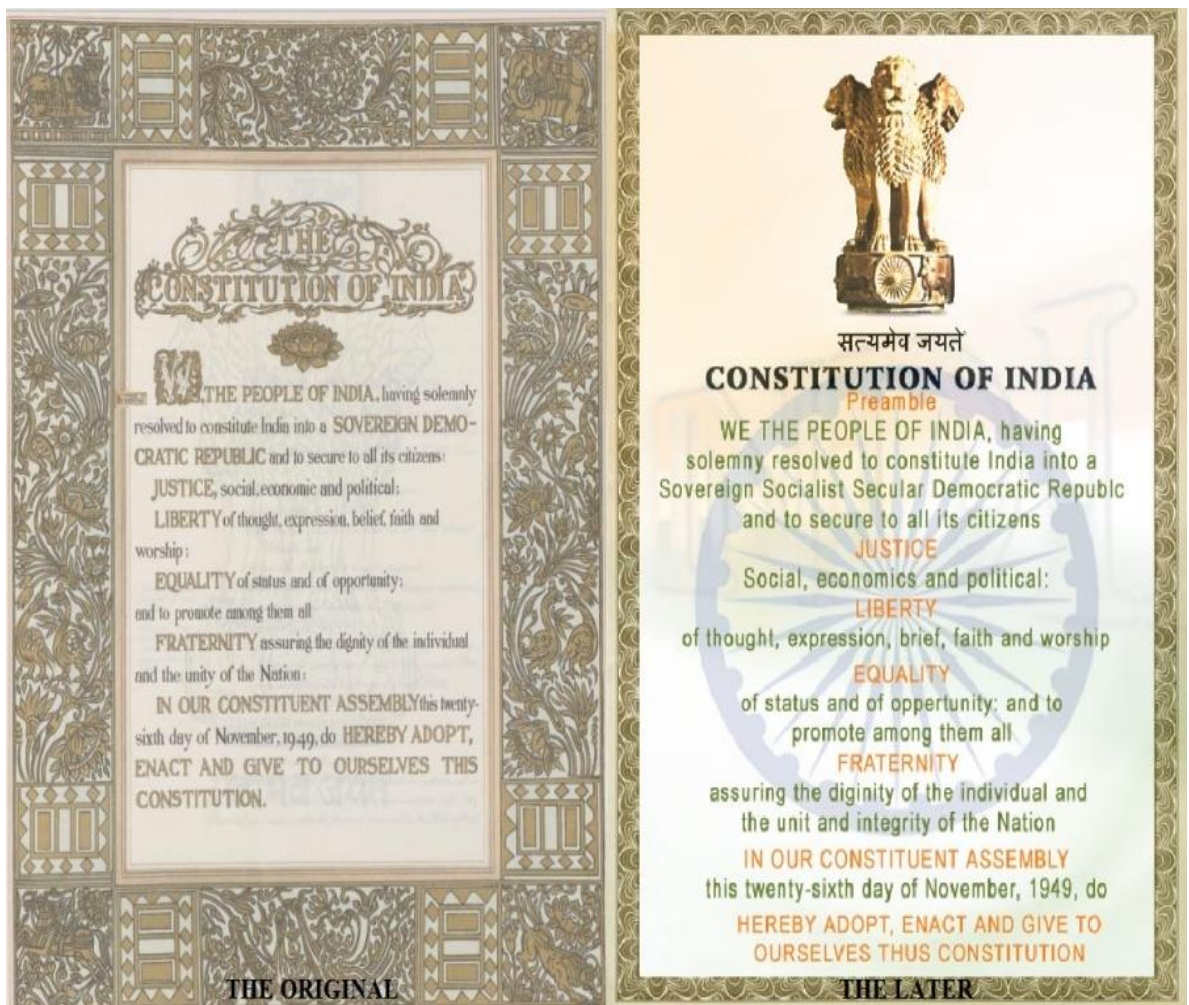 THE
CONSTITUTION OF INDIA
WE, THE PEOPLE OF INDIA, having solemnly
resolved to constitute India into a SOVEREIGN DEMO-
CRATIC REPUBLIC and to secure to all its citizens:
JUSTICE, social, economic and political;
LIBERTY of thought, expression, belief, faith and
worship;
EQUALITY of status and of opportunity;
and to promote among them all
FRATERNITY assuring the dignity of the individual
and the unity of the Nation;
IN OUR CONSTITUENT ASSEMBLY this twenty-
sixth day of November, 1949, do HEREBY ADOPT,
ENACT AND GIVE TO OURSELVES THIS
CONSTITUTION.
THE ORIGINAL
सत्यमेव जयतें
CONSTITUTION OF INDIA
Preamble
WE THE PEOPLE OF INDIA, having
solemny resolved to constitute India into a
Sovereign Socialist Secular Democratic Republc
and to secure to all its citizens
JUSTICE
Social, economics and political:
LIBERTY
of thought, expression, brief, faith and worship
EQUALITY
of status and of oppertunity: and to
promote among them all
FRATERNITY
assuring the diginity of the individual and
the unit and integrity of the Nation
IN OUR CONSTITUENT ASSEMBLY
this twenty-sixth day of November, 1949, do
HEREBY ADOPT, ENACT AND GIVE TO
OURSELVES THUS CONSTITUTION
THE LATER